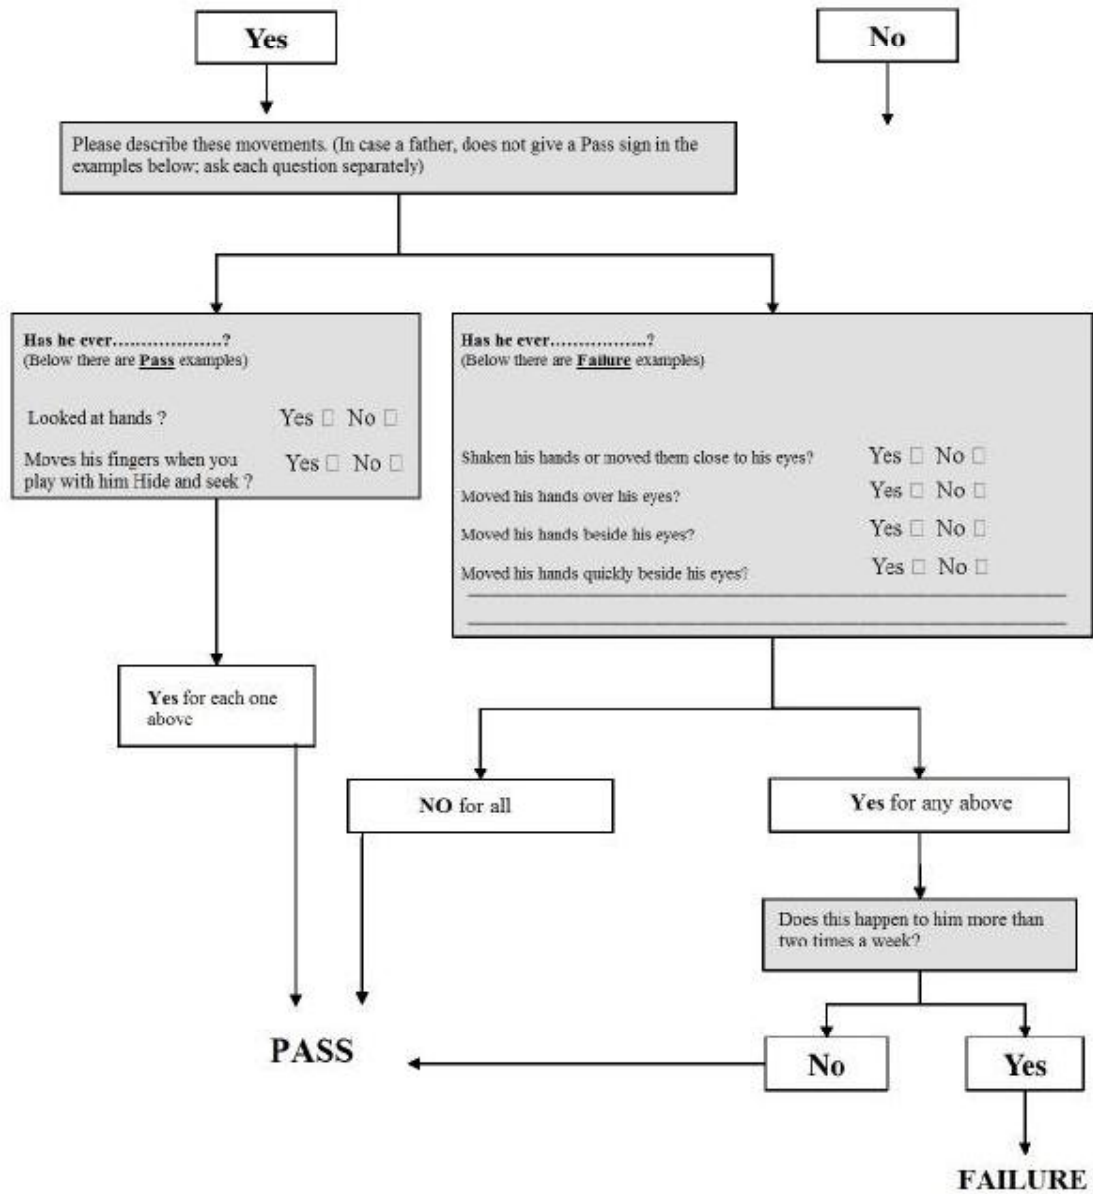 Yes
No
Please describe these movements. (In case a father, does not give a Pass sign in the
examples below; ask each question separately)
Has he ever………………..?
(Below there are Pass examples)
Looked at hands ? Yes □ No □
Moves his fingers when you
play with him Hide and seek ? Yes □ No □
Has he ever……………..?
(Below there are Failure examples)
Shaken his hands or moved them close to his eyes? Yes □ No □
Moved his hands over his eyes? Yes □ No □
Moved his hands beside his eyes? Yes □ No □
Moved his hands quickly beside his eyes? Yes □ No □
Yes for each one
above
NO for all
Yes for any above
Does this happen to him more than
two times a week?
PASS
No
Yes
FAILURE